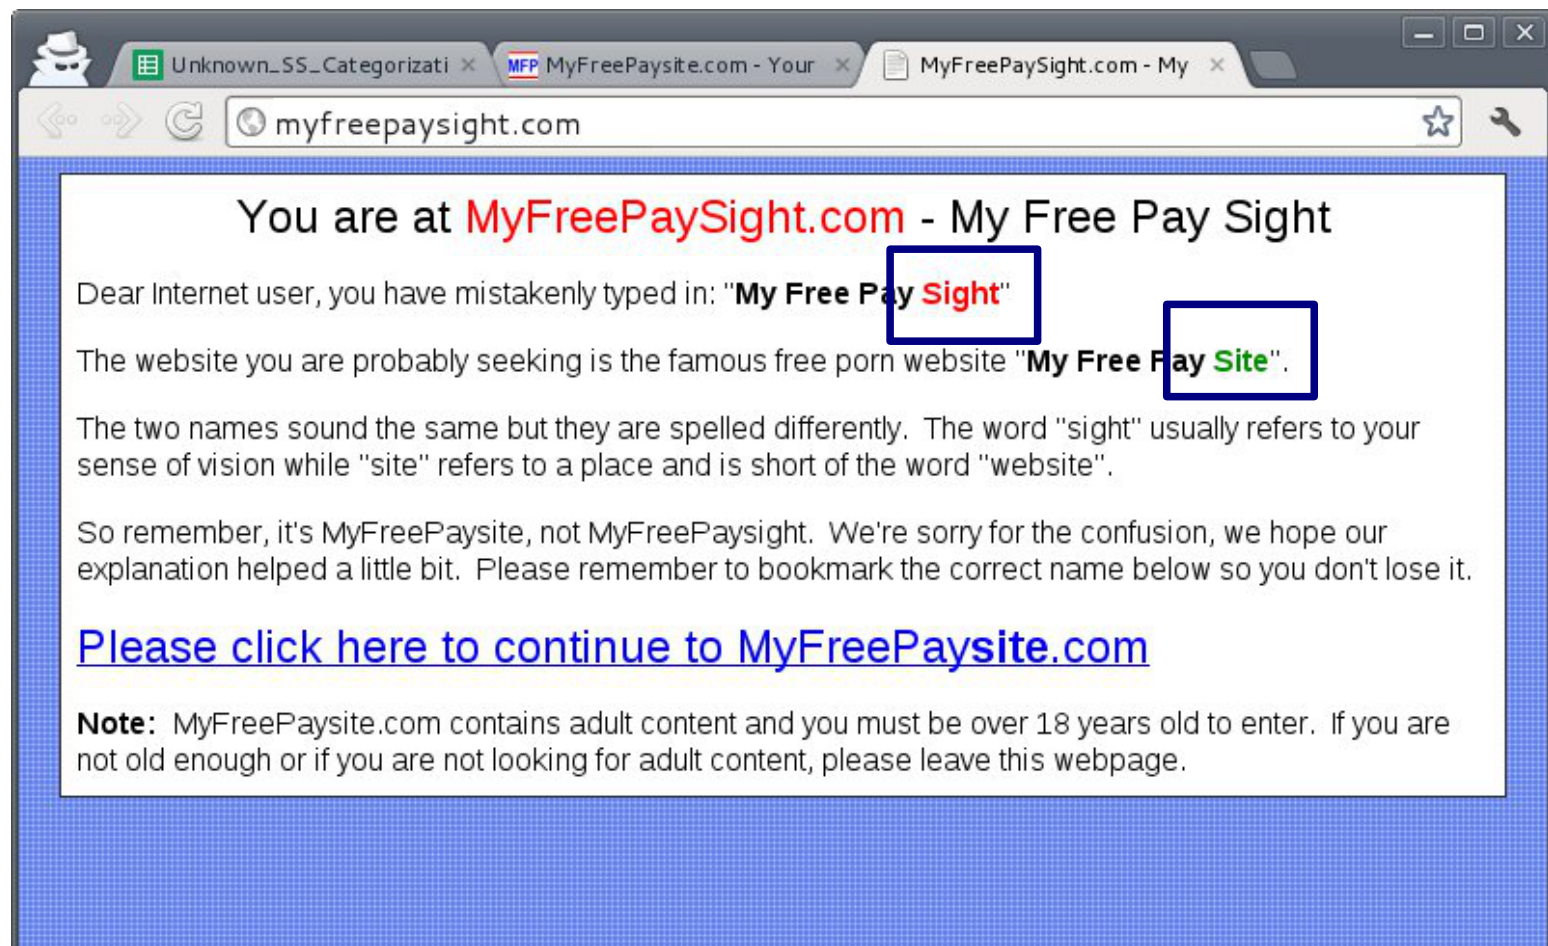 Unknown_SS_Categorizati
MFP MyFreePaysite.com - Your
MyFreePaySight.com - My
myfreepaysight.com
You are at MyFreePaySight.com - My Free Pay Sight
Dear Internet user, you have mistakenly typed in: "My Free Pay Sight"
The website you are probably seeking is the famous free porn website "My Free Pay Site".
The two names sound the same but they are spelled differently.  The word "sight" usually refers to your
sense of vision while "site" refers to a place and is short of the word "website".
So remember, it's MyFreePaysite, not MyFreePaysight.  We're sorry for the confusion, we hope our
explanation helped a little bit.  Please remember to bookmark the correct name below so you don't lose it.
Please click here to continue to MyFreePaysite.com
Note:  MyFreePaysite.com contains adult content and you must be over 18 years old to enter.  If you are
not old enough or if you are not looking for adult content, please leave this webpage.